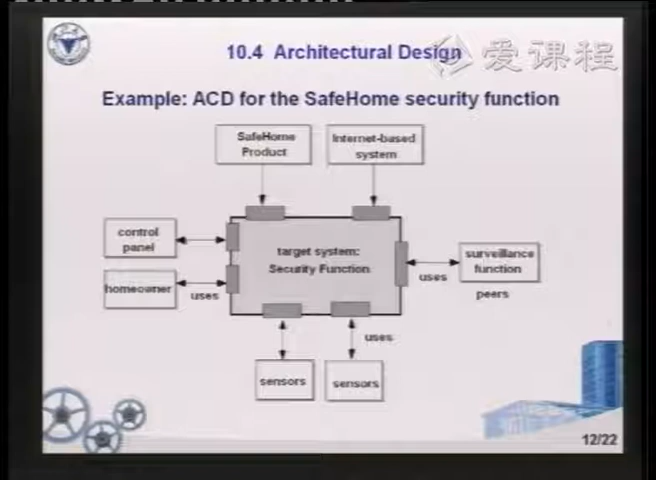 10.4 Architectural Design
爱课程
Example: ACD for the SafeHome security function
SafeHome
Product
Internet-based
system
control
panel
target system:
Security Function
surveillance
function
homeowner
uses
uses
peers
uses
sensors
sensors
12/22